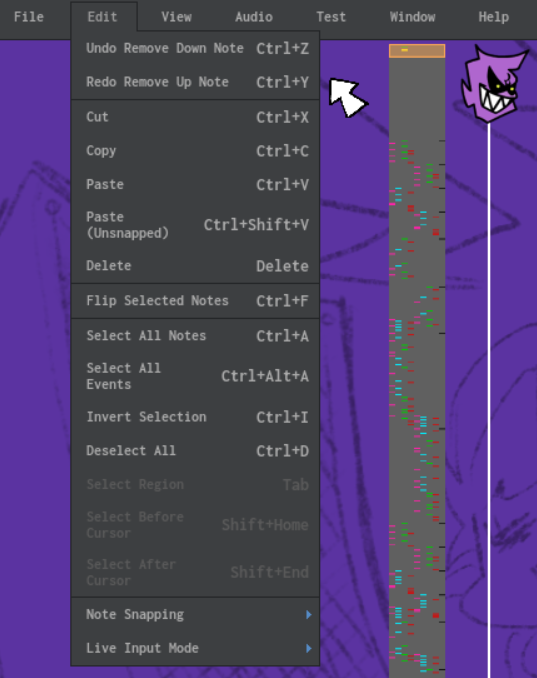 File Edit View Audio Test Window Help
Undo Remove Down Note Ctrl+Z
Redo Remove Up Note Ctrl+Y
Cut Ctrl+X
Copy Ctrl+C
Paste Ctrl+V
Paste
(Unsnapped) Ctrl+Shift+V
Delete Delete
Flip Selected Notes Ctrl+F
Select All Notes Ctrl+A
Select All
Events Ctrl+Alt+A
Invert Selection Ctrl+I
Deselect All Ctrl+D
Select Region Tab
Select Before
Cursor Shift+Home
Select After
Cursor Shift+End
Note Snapping
Live Input Mode